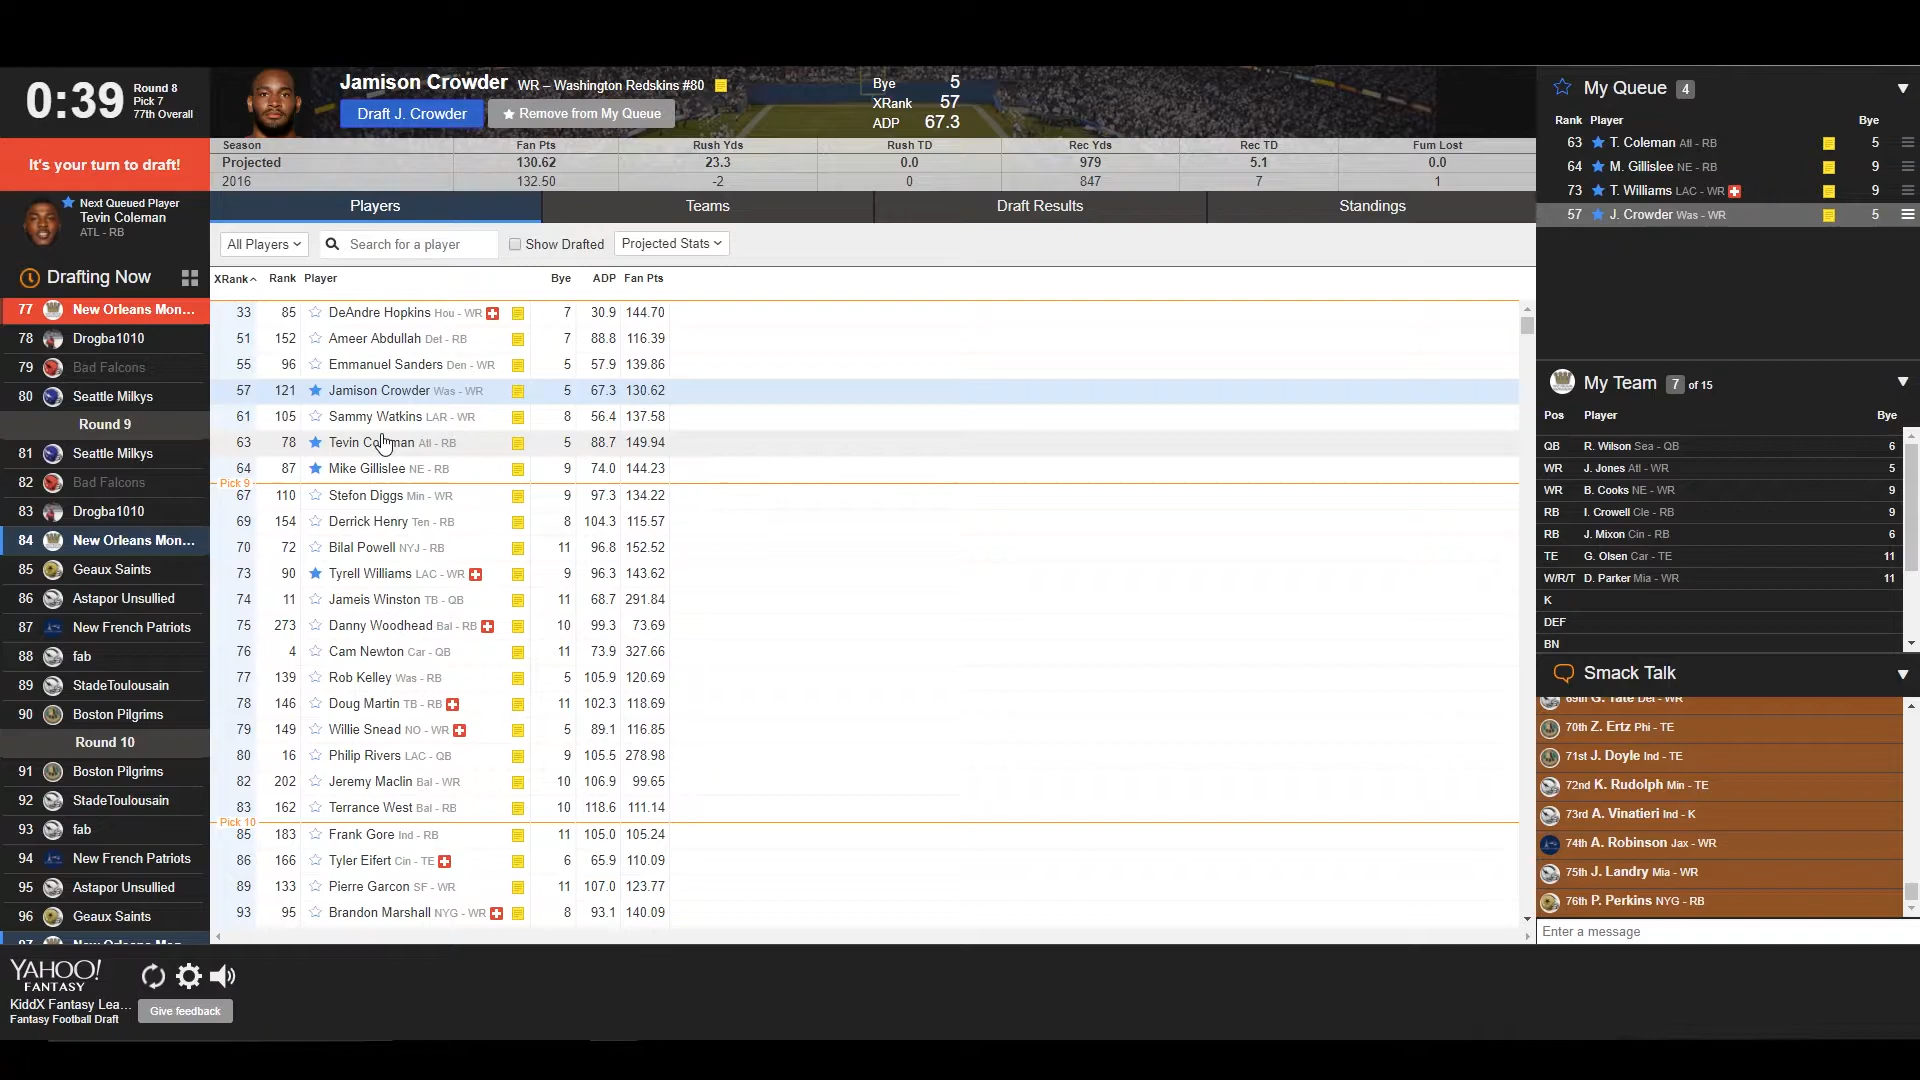 0:39
Round 8
Pick 7
77th Overall
It's your turn to draft!
Next Queued Player
Tevin Coleman
ATL - RB
Drafting Now
77 New Orleans Mon...
78 Drogba1010
79 Bad Falcons
80 Seattle Milkys
Round 9
81 Seattle Milkys
82 Bad Falcons
83 Drogba1010
84 New Orleans Mon...
85 Geaux Saints
86 Astapor Unsullied
87 New French Patriots
88 fab
89 StadeToulousain
90 Boston Pilgrims
Round 10
91 Boston Pilgrims
92 StadeToulousain
93 fab
94 New French Patriots
95 Astapor Unsullied
96 Geaux Saints
97 New Orleans Mon...
YAHOO!
FANTASY
KiddX Fantasy Lea...
Fantasy Football Draft
Give feedback
Jamison Crowder WR – Washington Redskins #80
Draft J. Crowder
Remove from My Queue
Bye 5
XRank 57
ADP 67.3
Season Fan Pts Rush Yds Rush TD Rec Yds Rec TD Fum Lost
Projected 130.62 23.3 0.0 979 5.1 0.0
2016 132.50 -2 0 847 7 1
Players Teams Draft Results Standings
All Players Search for a player Show Drafted Projected Stats
XRank Rank Player Bye ADP Fan Pts
33 85 DeAndre Hopkins Hou - WR 7 30.9 144.70
51 152 Ameer Abdullah Det - RB 7 88.8 116.39
55 96 Emmanuel Sanders Den - WR 5 57.9 139.86
57 121 Jamison Crowder Was - WR 5 67.3 130.62
61 105 Sammy Watkins LAR - WR 8 56.4 137.58
63 78 Tevin Coleman Atl - RB 5 88.7 149.94
64 87 Mike Gillislee NE - RB 9 74.0 144.23
Pick 9
67 110 Stefon Diggs Min - WR 9 97.3 134.22
69 154 Derrick Henry Ten - RB 8 104.3 115.57
70 72 Bilal Powell NYJ - RB 11 96.8 152.52
73 90 Tyrell Williams LAC - WR 9 96.3 143.62
74 11 Jameis Winston TB - QB 11 68.7 291.84
75 273 Danny Woodhead Bal - RB 10 99.3 73.69
76 4 Cam Newton Car - QB 11 73.9 327.66
77 139 Rob Kelley Was - RB 5 105.9 120.69
78 146 Doug Martin TB - RB 11 102.3 118.69
79 149 Willie Snead NO - WR 5 89.1 116.85
80 16 Philip Rivers LAC - QB 9 105.5 278.98
82 202 Jeremy Maclin Bal - WR 10 106.9 99.65
83 162 Terrance West Bal - RB 10 118.6 111.14
Pick 10
85 183 Frank Gore Ind - RB 11 105.0 105.24
86 166 Tyler Eifert Cin - TE 6 65.9 110.09
89 133 Pierre Garcon SF - WR 11 107.0 123.77
93 95 Brandon Marshall NYG - WR 8 93.1 140.09
My Queue 4
Rank Player Bye
63 T. Coleman Atl - RB 5
64 M. Gillislee NE - RB 9
73 T. Williams LAC - WR 9
57 J. Crowder Was - WR 5
My Team 7 of 15
Pos Player Bye
QB R. Wilson Sea - QB 6
WR J. Jones Atl - WR 5
WR B. Cooks NE - WR 9
RB I. Crowell Cle - RB 9
RB J. Mixon Cin - RB 6
TE G. Olsen Car - TE 11
W/R/T D. Parker Mia - WR 11
K
DEF
BN
Smack Talk
69th G. Tate Det - WR
70th Z. Ertz Phi - TE
71st J. Doyle Ind - TE
72nd K. Rudolph Min - TE
73rd A. Vinatieri Ind - K
74th A. Robinson Jax - WR
75th J. Landry Mia - WR
76th P. Perkins NYG - RB
Enter a message